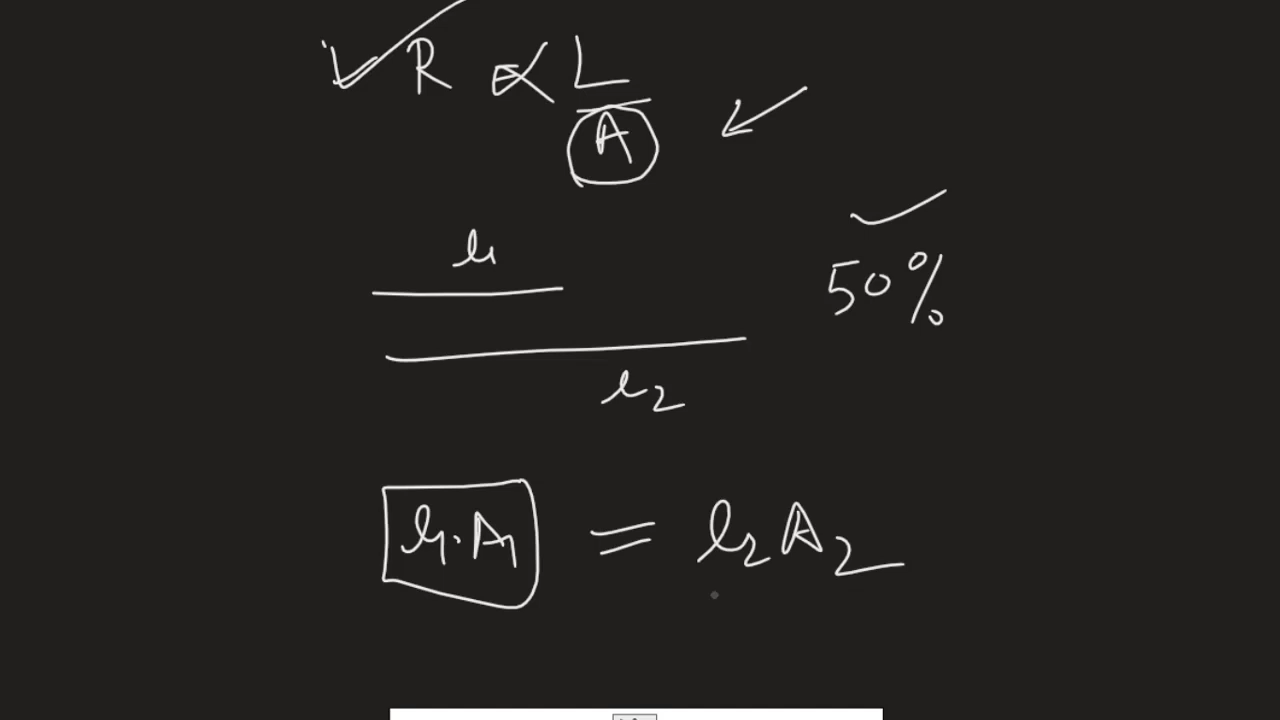 R ∝ L/A
l1
50%
l2
l1.A1 = l2A2